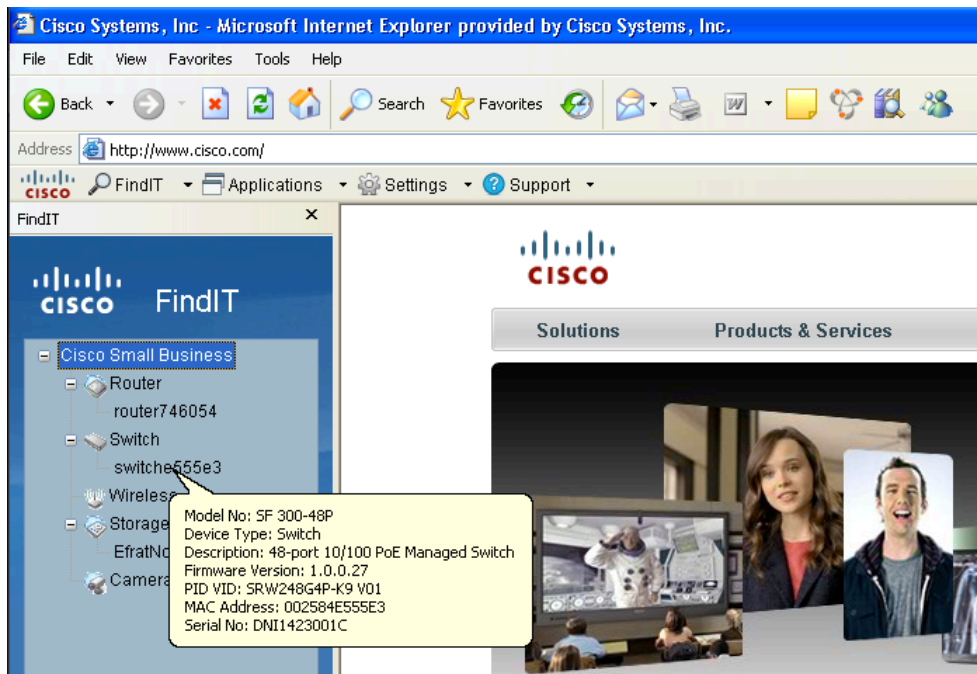 Cisco Systems, Inc - Microsoft Internet Explorer provided by Cisco Systems, Inc.
File Edit View Favorites Tools Help
Back Search Favorites W
Address http://www.cisco.com/
CISCO FindIT Applications Settings Support
FindIT x
CISCO FindIT
Cisco Small Business
Router
router746054
Switch
switche555e3
Wireless
Storage
Camera
Model No: SF 300-48P
Device Type: Switch
Description: 48-port 10/100 PoE Managed Switch
Firmware Version: 1.0.0.27
PID VID: SRW248G4P-K9 V01
MAC Address: 002584E555E3
Serial No: DNI1423001C
CISCO
Solutions Products & Services